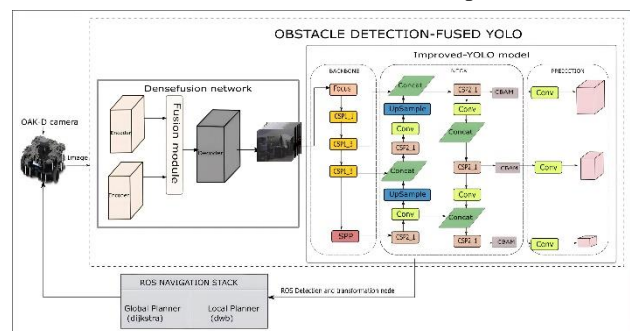 OBSTACLE DETECTION-FUSED YOLO
Improved-YOLO model
Densefusion network
BACKBONE
NECK
PREDICTION
OAK-D camera
Image
Encoder
Encoder
Fusion module
Decoder
Focus
CSP1_1
CSP1_3
CSP1_3
SPP
Concat
UpSample
Conv
CSP2_1
Concat
UpSample
Conv
CSP2_1
CSP2_1
Conv
Concat
CSP2_1
Conv
Concat
CSP2_1
CBAM
CBAM
CBAM
Conv
Conv
Conv
ROS NAVIGATION STACK
Global Planner
(dijkstra)
Local Planner
(dwb)
ROS Detection and transformation node